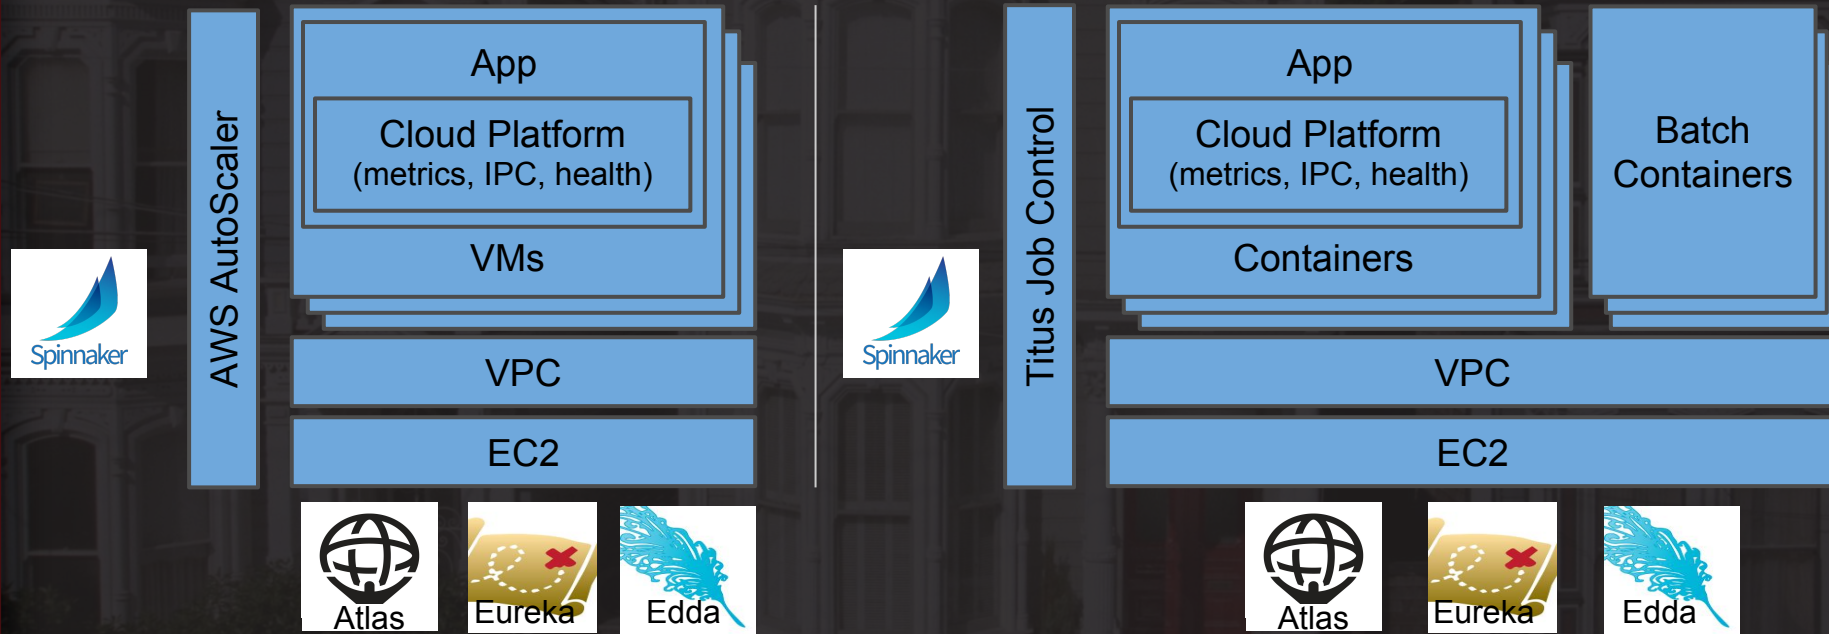 Spinnaker
AWS AutoScaler
App
Cloud Platform
(metrics, IPC, health)
VMs
VPC
EC2
Atlas
Eureka
Edda
Spinnaker
Titus Job Control
App
Cloud Platform
(metrics, IPC, health)
Containers
Batch
Containers
VPC
EC2
Atlas
Eureka
Edda